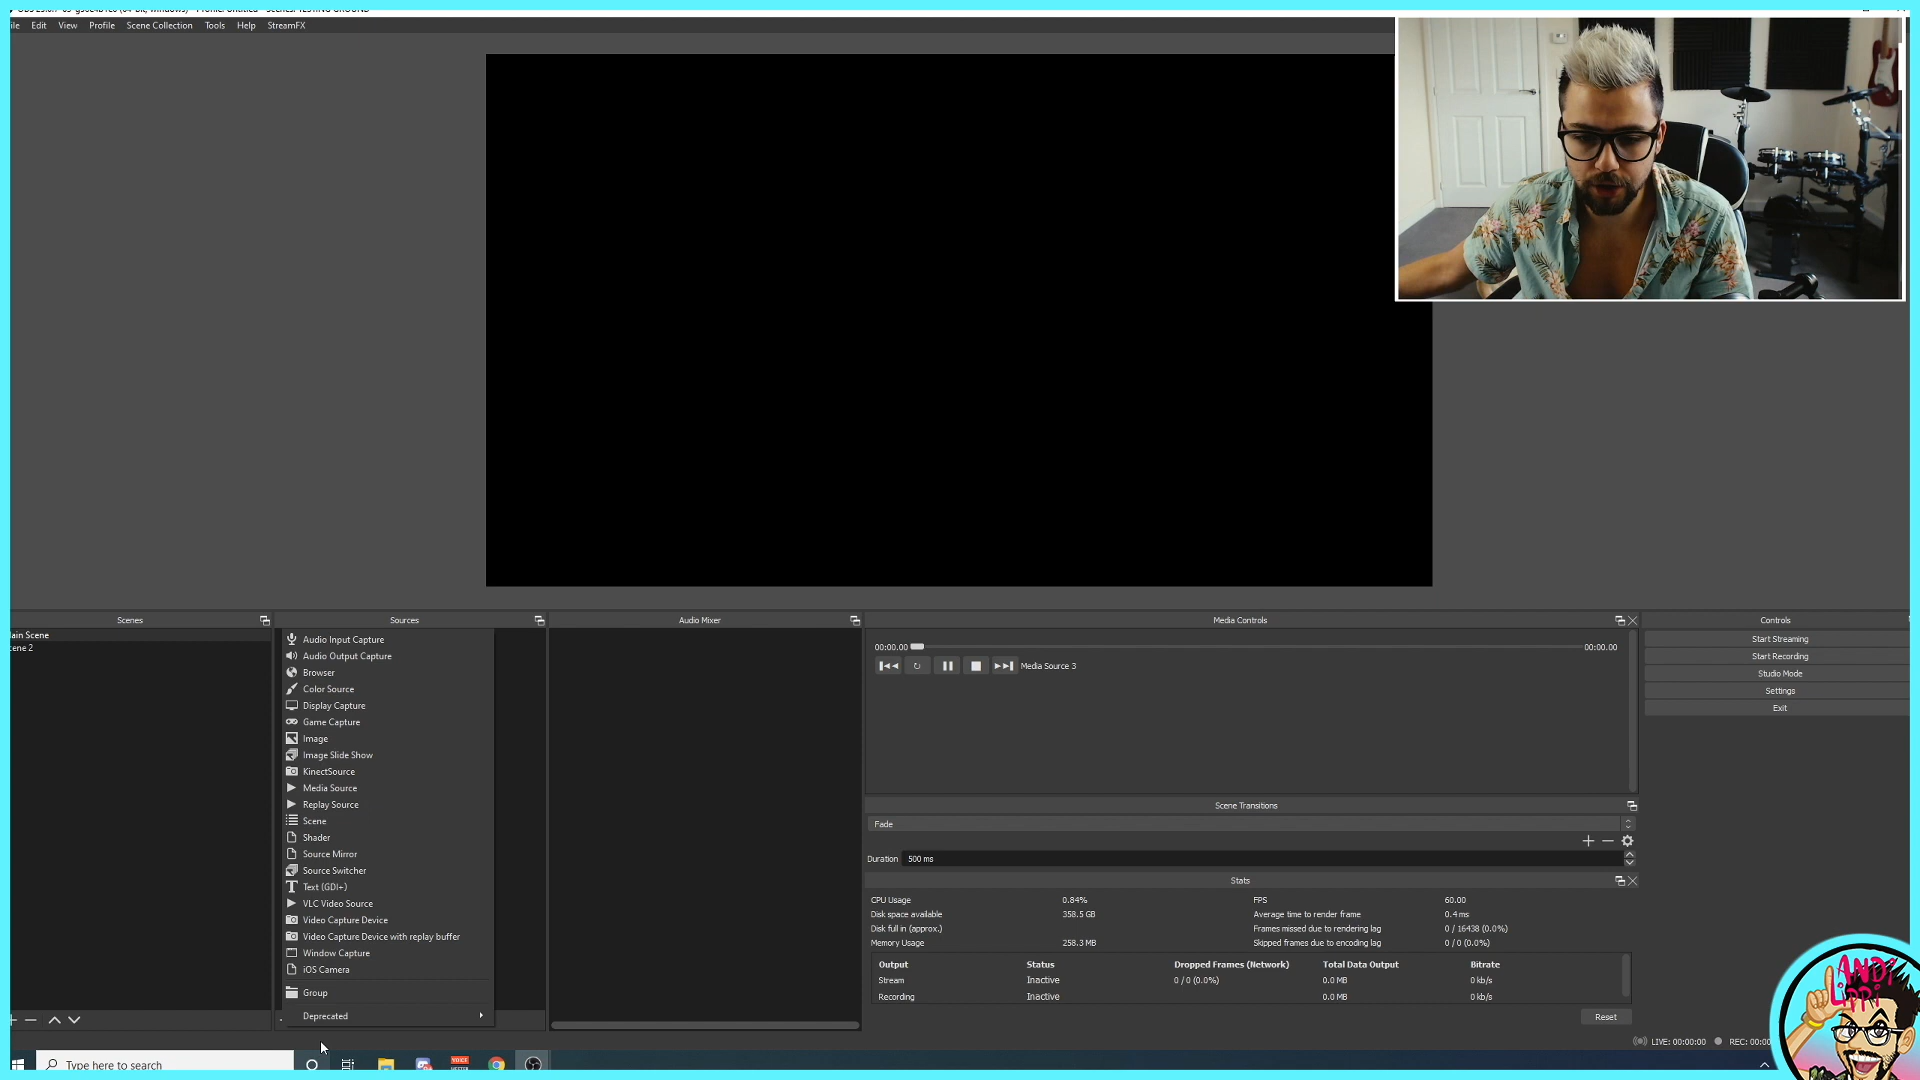 Edit View Profile Scene Collection Tools Help StreamFX
Scenes
ain Scene
ene 2
Sources
Audio Input Capture
Audio Output Capture
Browser
Color Source
Display Capture
Game Capture
Image
Image Slide Show
KinectSource
Media Source
Replay Source
Scene
Shader
Source Mirror
Source Switcher
Text (GDI+)
VLC Video Source
Video Capture Device
Video Capture Device with replay buffer
Window Capture
iOS Camera
Group
Deprecated
Audio Mixer
Media Controls
00:00.00 00:00.00
Media Source 3
Scene Transitions
Fade
Duration 500 ms
Stats
CPU Usage 0.84% FPS 60.00
Disk space available 358.5 GB Average time to render frame 0.4 ms
Disk full in (approx.) Frames missed due to rendering lag 0 / 16438 (0.0%)
Memory Usage 258.3 MB Skipped frames due to encoding lag 0 / 0 (0.0%)
Output Status Dropped Frames (Network) Total Data Output Bitrate
Stream Inactive 0 / 0 (0.0%) 0.0 MB 0 kb/s
Recording Inactive 0.0 MB 0 kb/s
Reset
Controls
Start Streaming
Start Recording
Studio Mode
Settings
Exit
LIVE: 00:00:00 REC: 00:00
Type here to search